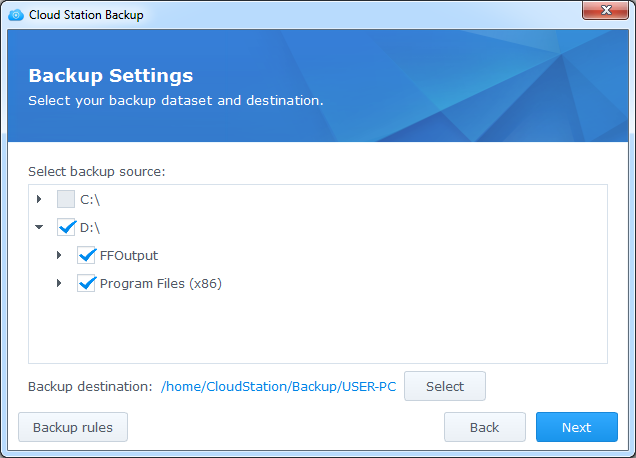 Cloud Station Backup
Backup Settings
Select your backup dataset and destination.
Select backup source:
C:\
D:\
FFOutput
Program Files (x86)
Backup destination: /home/CloudStation/Backup/USER-PC Select
Backup rules Back Next